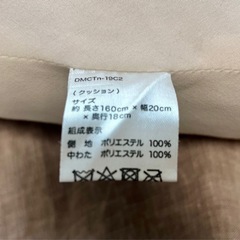 DMCTn-19C2
(クッション)
サイズ
約 長さ160cm × 幅20cm
× 奥行18cm
組成表示
側　地　ポリエステル 100%
中わた　ポリエステル 100%